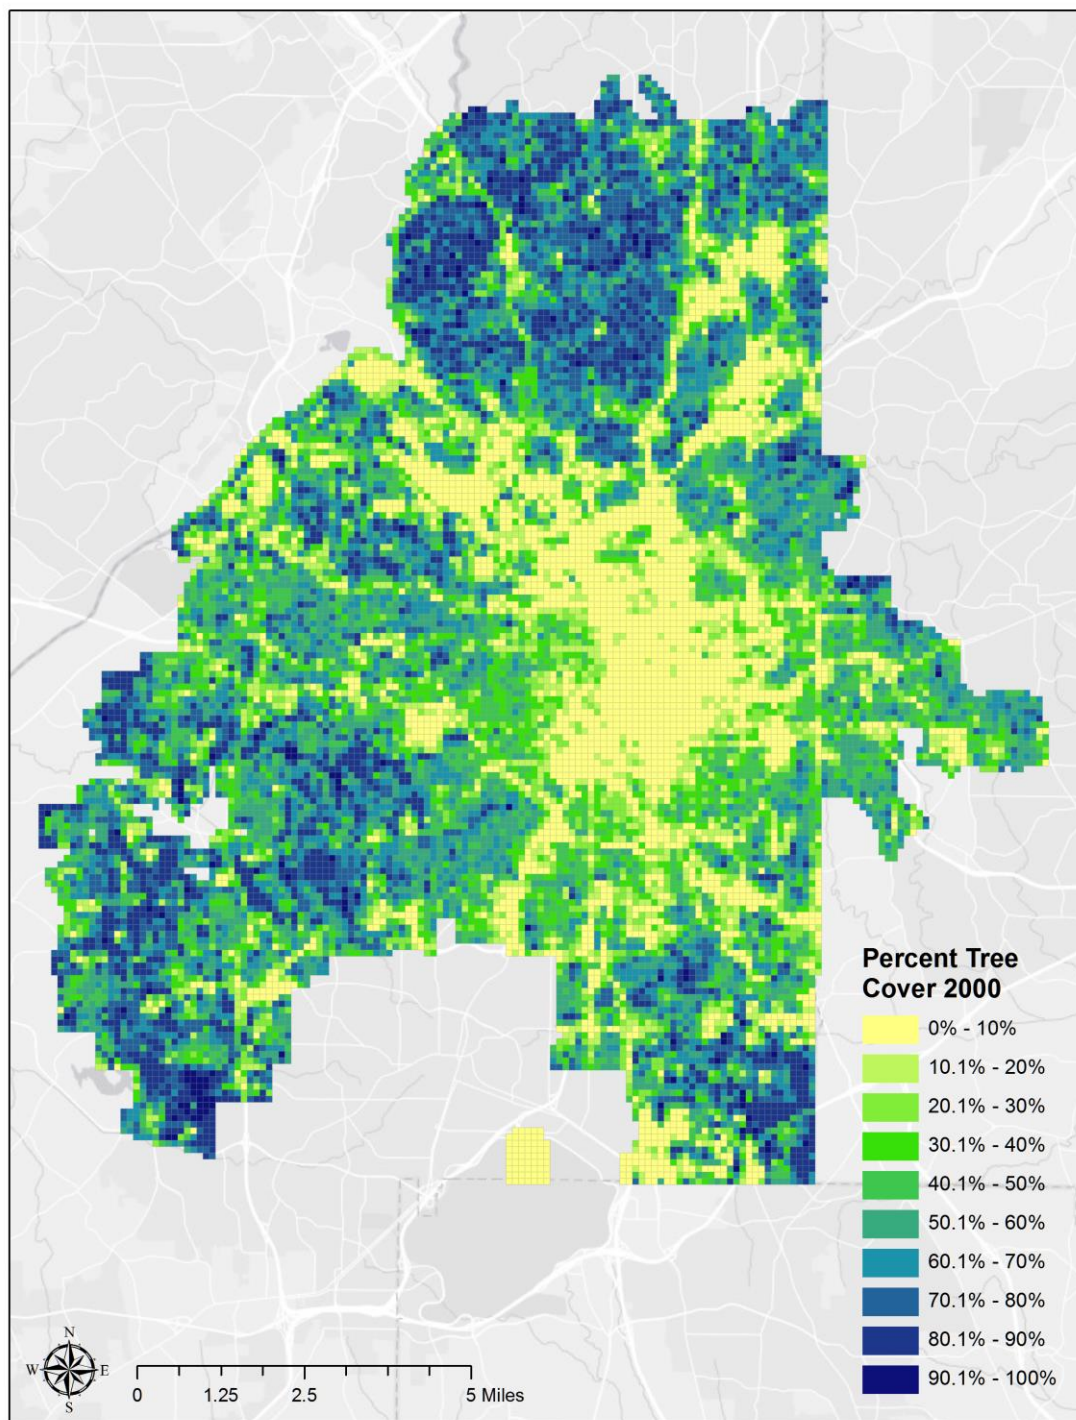 Percent Tree
Cover 2000
0% - 10%
10.1% - 20%
20.1% - 30%
30.1% - 40%
40.1% - 50%
50.1% - 60%
60.1% - 70%
70.1% - 80%
80.1% - 90%
90.1% - 100%
N
W E
S
0 1.25 2.5 5 Miles